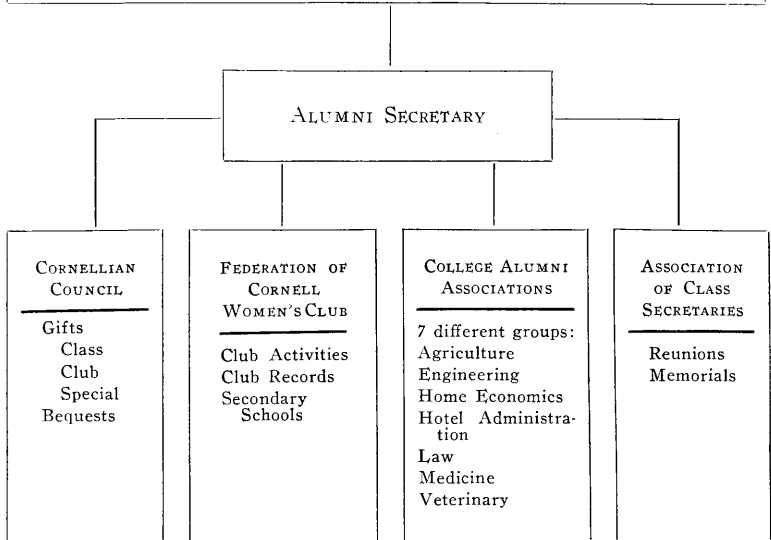 ALUMNI SECRETARY
CORNELLIAN
COUNCIL
Gifts
Class
Club
Special
Bequests
FEDERATION OF
CORNELL
WOMEN'S CLUB
Club Activities
Club Records
Secondary
Schools
COLLEGE ALUMNI
ASSOCIATIONS
7 different groups:
Agriculture
Engineering
Home Economics
Hotel Administra-
tion
Law
Medicine
Veterinary
ASSOCIATION
OF CLASS
SECRETARIES
Reunions
Memorials